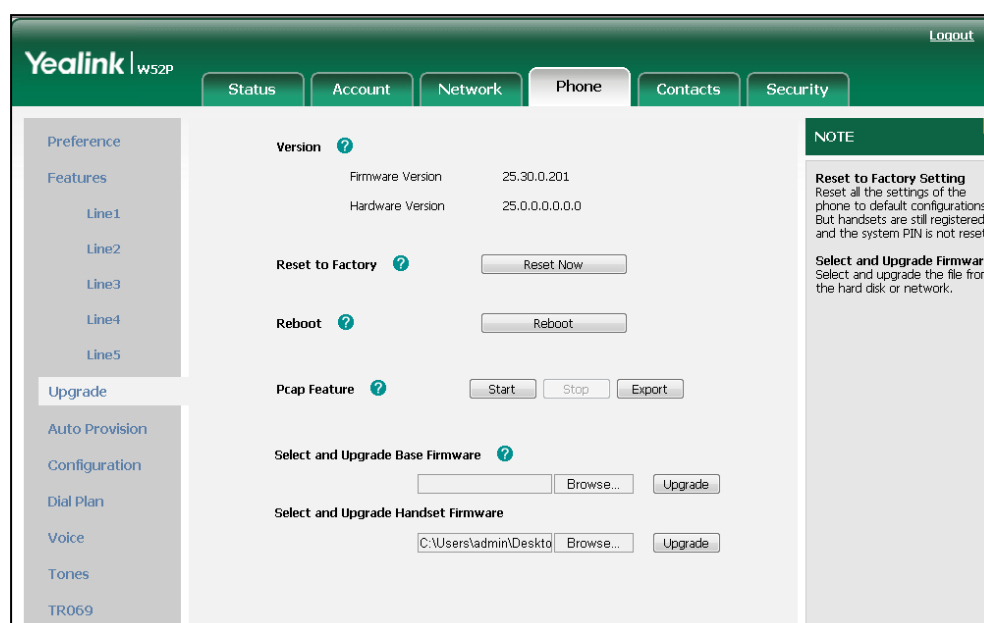 Logout
Yealink | W52P
Status Account Network Phone Contacts Security
Preference
Features
Line1
Line2
Line3
Line4
Line5
Upgrade
Auto Provision
Configuration
Dial Plan
Voice
Tones
TR069
Version ?
Firmware Version 25.30.0.201
Hardware Version 25.0.0.0.0.0.0
Reset to Factory ? Reset Now
Reboot ? Reboot
Pcap Feature ? Start Stop Export
Select and Upgrade Base Firmware ?
Browse... Upgrade
Select and Upgrade Handset Firmware
C:\Users\admin\Deskto Browse... Upgrade
NOTE
Reset to Factory Setting
Reset all the settings of the
phone to default configurations
But handsets are still registered
and the system PIN is not reset
Select and Upgrade Firmwar
Select and upgrade the file fror
the hard disk or network.